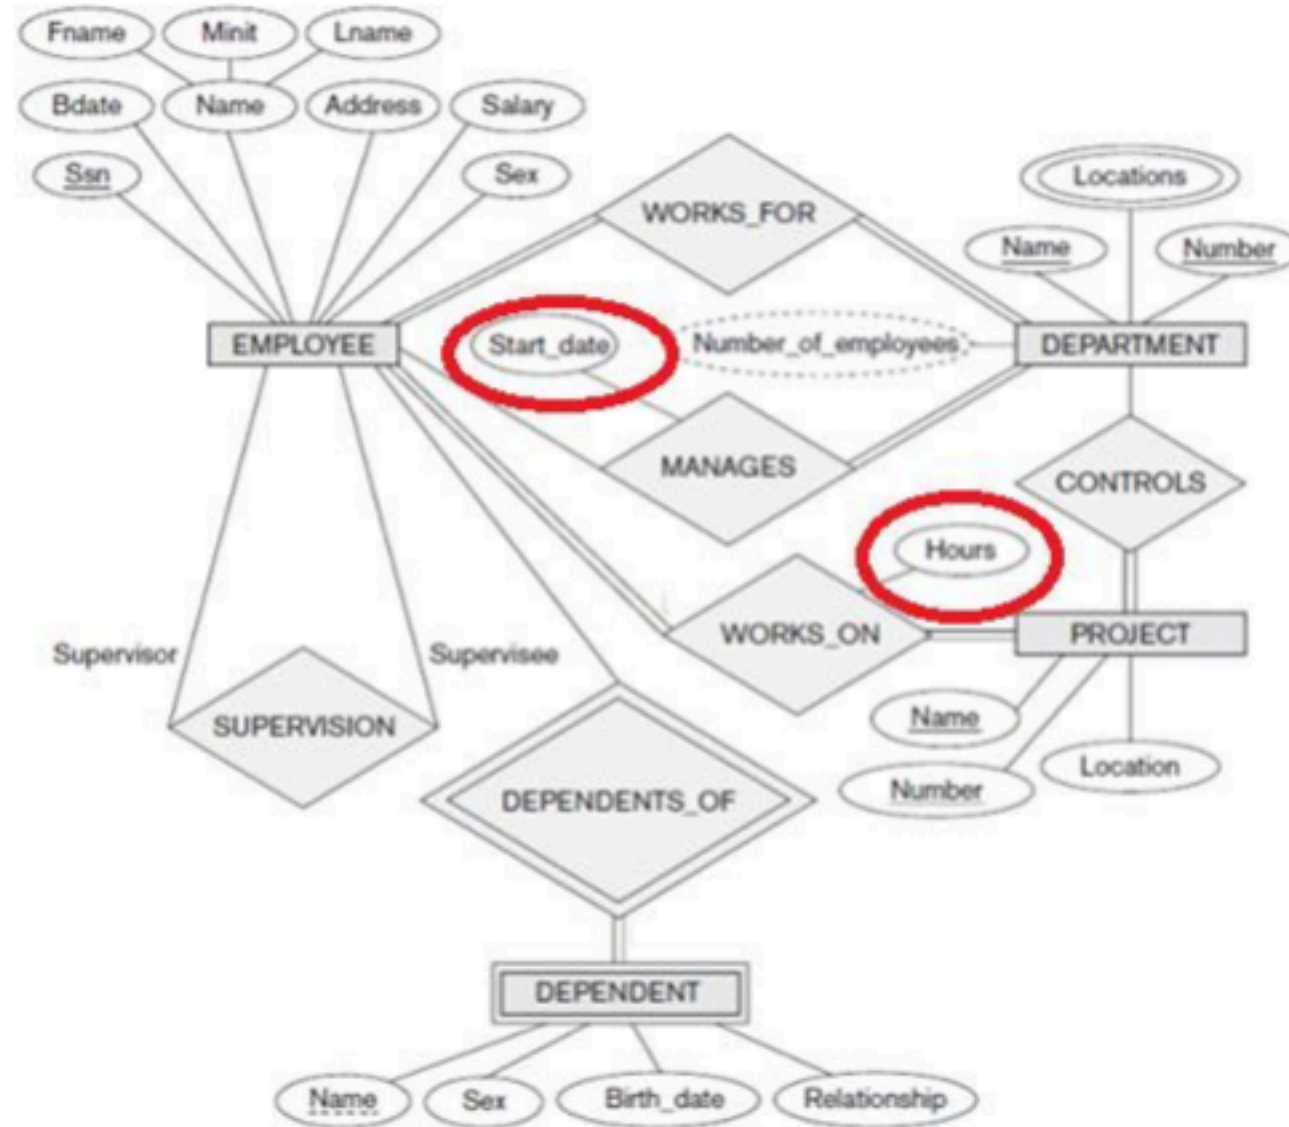 Fname Minit Lname
Bdate Name Address Salary
Ssn Sex
WORKS_FOR
Locations
Name Number
EMPLOYEE Start_date Number_of_employees DEPARTMENT
MANAGES
CONTROLS
Hours
WORKS_ON PROJECT
Supervisor Supervisee
SUPERVISION
Name
Location
Number
DEPENDENTS_OF
DEPENDENT
Name Sex Birth_date Relationship